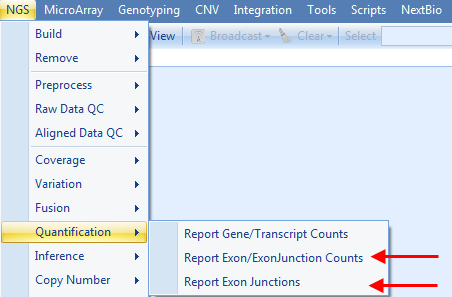 NGS MicroArray Genotyping CNV Integration Tools Scripts NextBio
Build View Broadcast Clear Select
Remove
Preprocess
Raw Data QC
Aligned Data QC
Coverage
Variation
Fusion
Quantification Report Gene/Transcript Counts
Inference Report Exon/ExonJunction Counts
Copy Number Report Exon Junctions